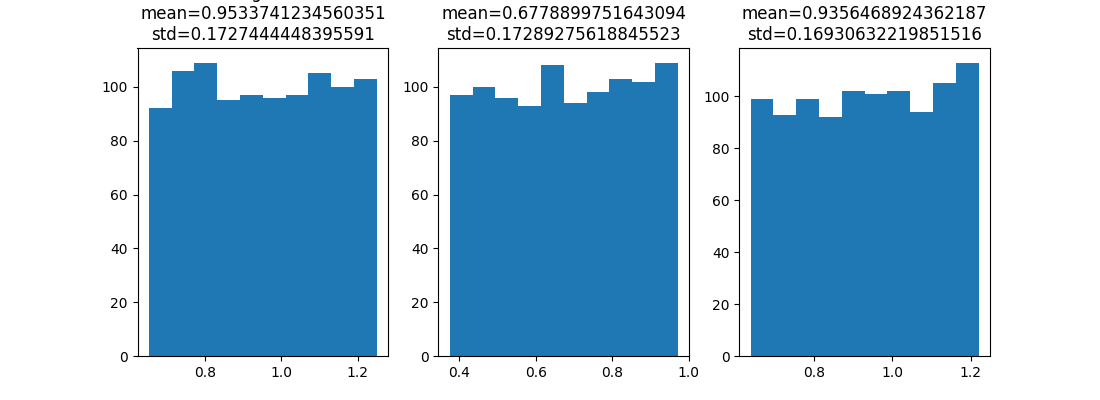 mean=0.9533741234560351
std=0.1727444448395591
100
80
60
40
20
0
0.8 1.0 1.2
mean=0.6778899751643094
std=0.17289275618845523
100
80
60
40
20
0
0.4 0.6 0.8 1.0
mean=0.9356468924362187
std=0.16930632219851516
100
80
60
40
20
0
0.8 1.0 1.2